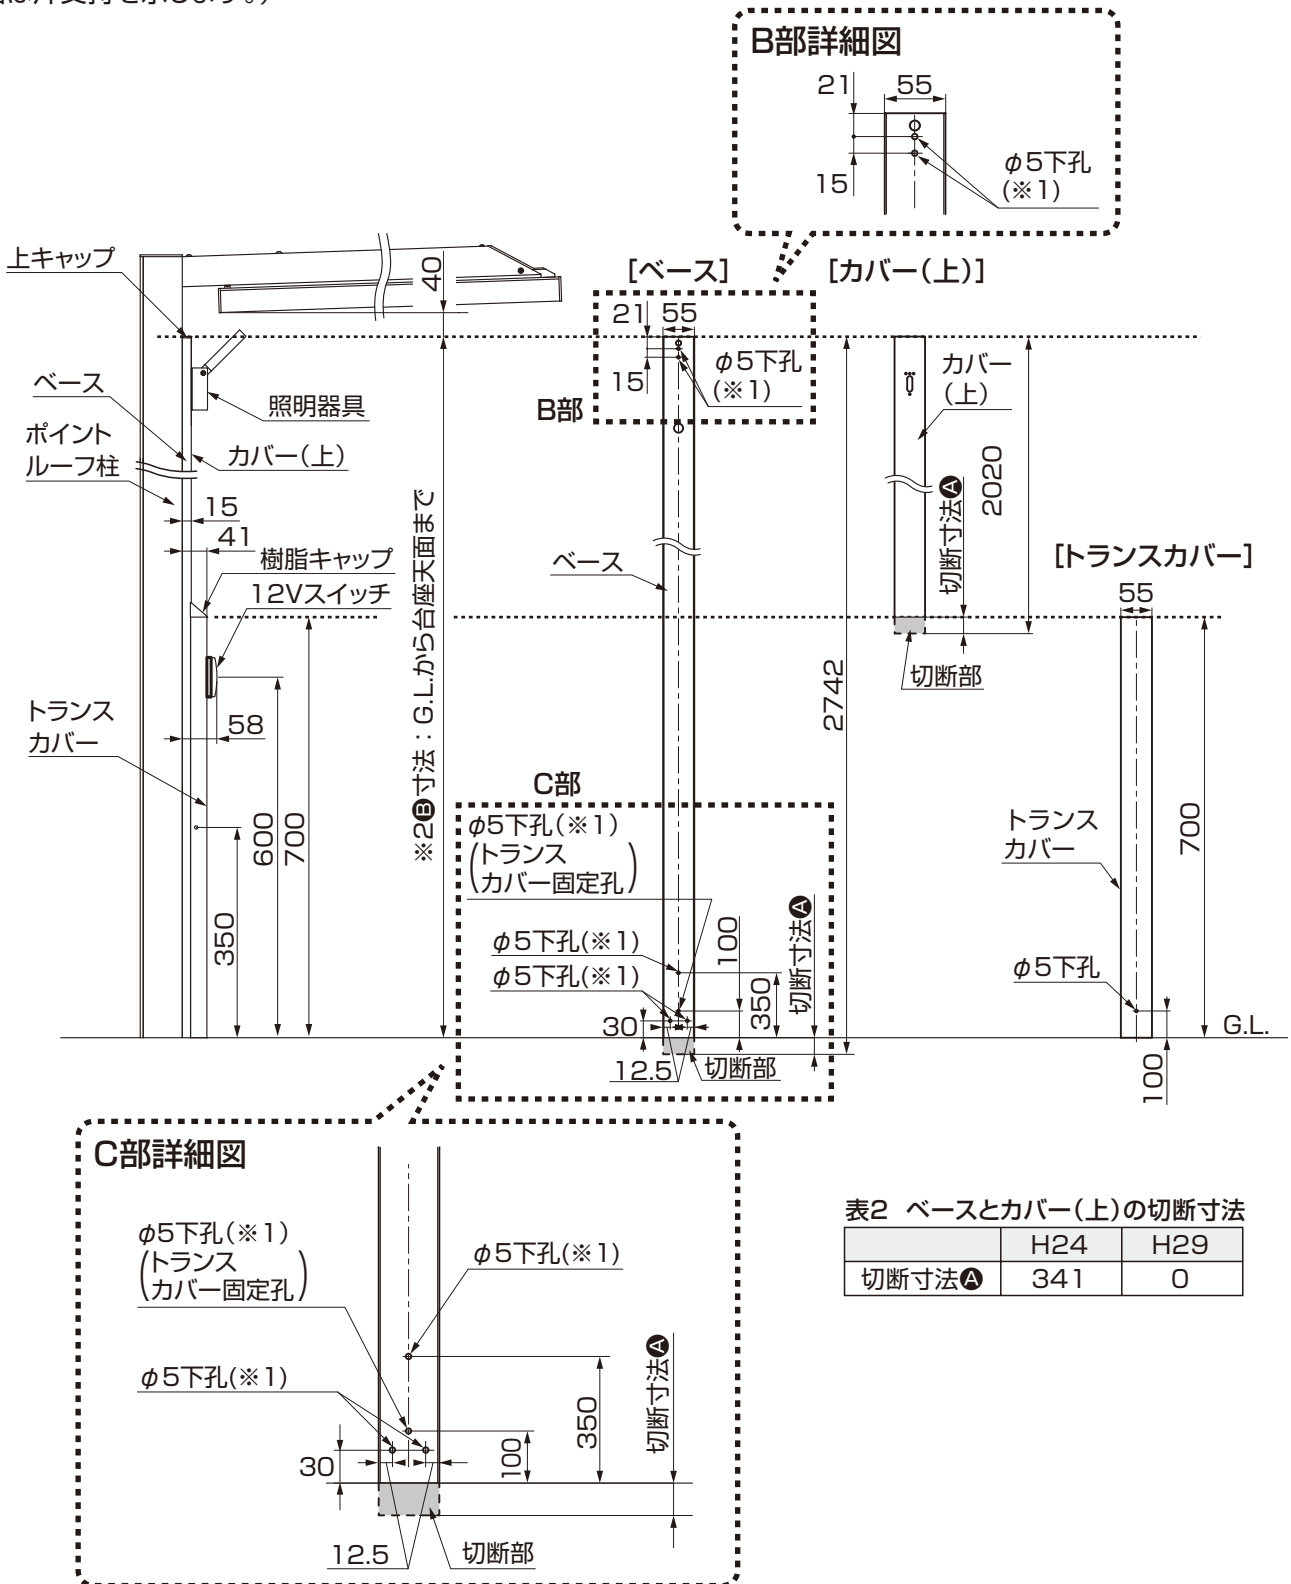 B部詳細図
21
55
15
φ5下孔
(※1)
上キャップ
40
[ベース]
[カバー(上)]
21 55
15
φ5下孔
(※1)
B部
ベース
照明器具
カバー
(上)
ポイント
ルーフ柱
カバー(上)
15
41
樹脂キャップ
12Vスイッチ
※2B寸法:G.L.から台座天面まで
ベース
切断寸法A
2020
[トランスカバー]
55
切断部
2742
トランス
カバー
58
C部
φ5下孔(※1)
(トランス
カバー固定孔)
トランス
カバー
700
600
700
350
φ5下孔(※1)
φ5下孔(※1)
100
350
切断寸法A
φ5下孔
30
12.5
切断部
G.L.
100
C部詳細図
φ5下孔(※1)
(トランス
カバー固定孔)
φ5下孔(※1)
φ5下孔(※1)
30
100
350
切断寸法A
12.5
切断部
表2 ベースとカバー(上)の切断寸法
H24 H29
切断寸法A 341 0